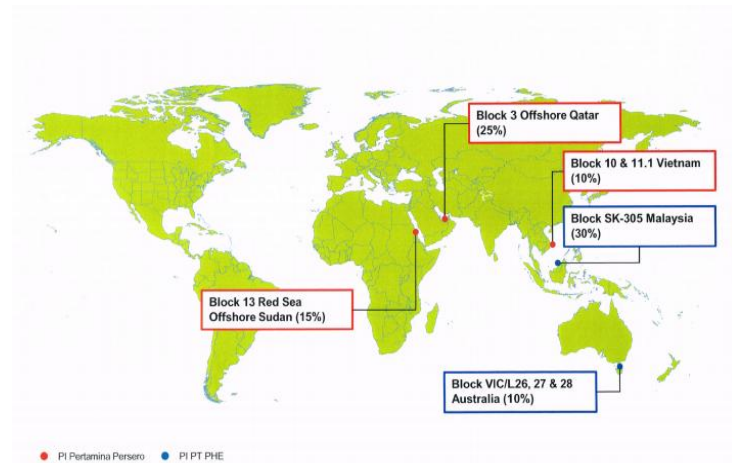 Block 3 Offshore Qatar
(25%)
Block 10 & 11.1 Vietnam
(10%)
Block SK-305 Malaysia
(30%)
Block 13 Red Sea
Offshore Sudan (15%)
Block VIC/L26, 27 & 28
Australia (10%)
PI Pertamina Persero
PI PT PHE